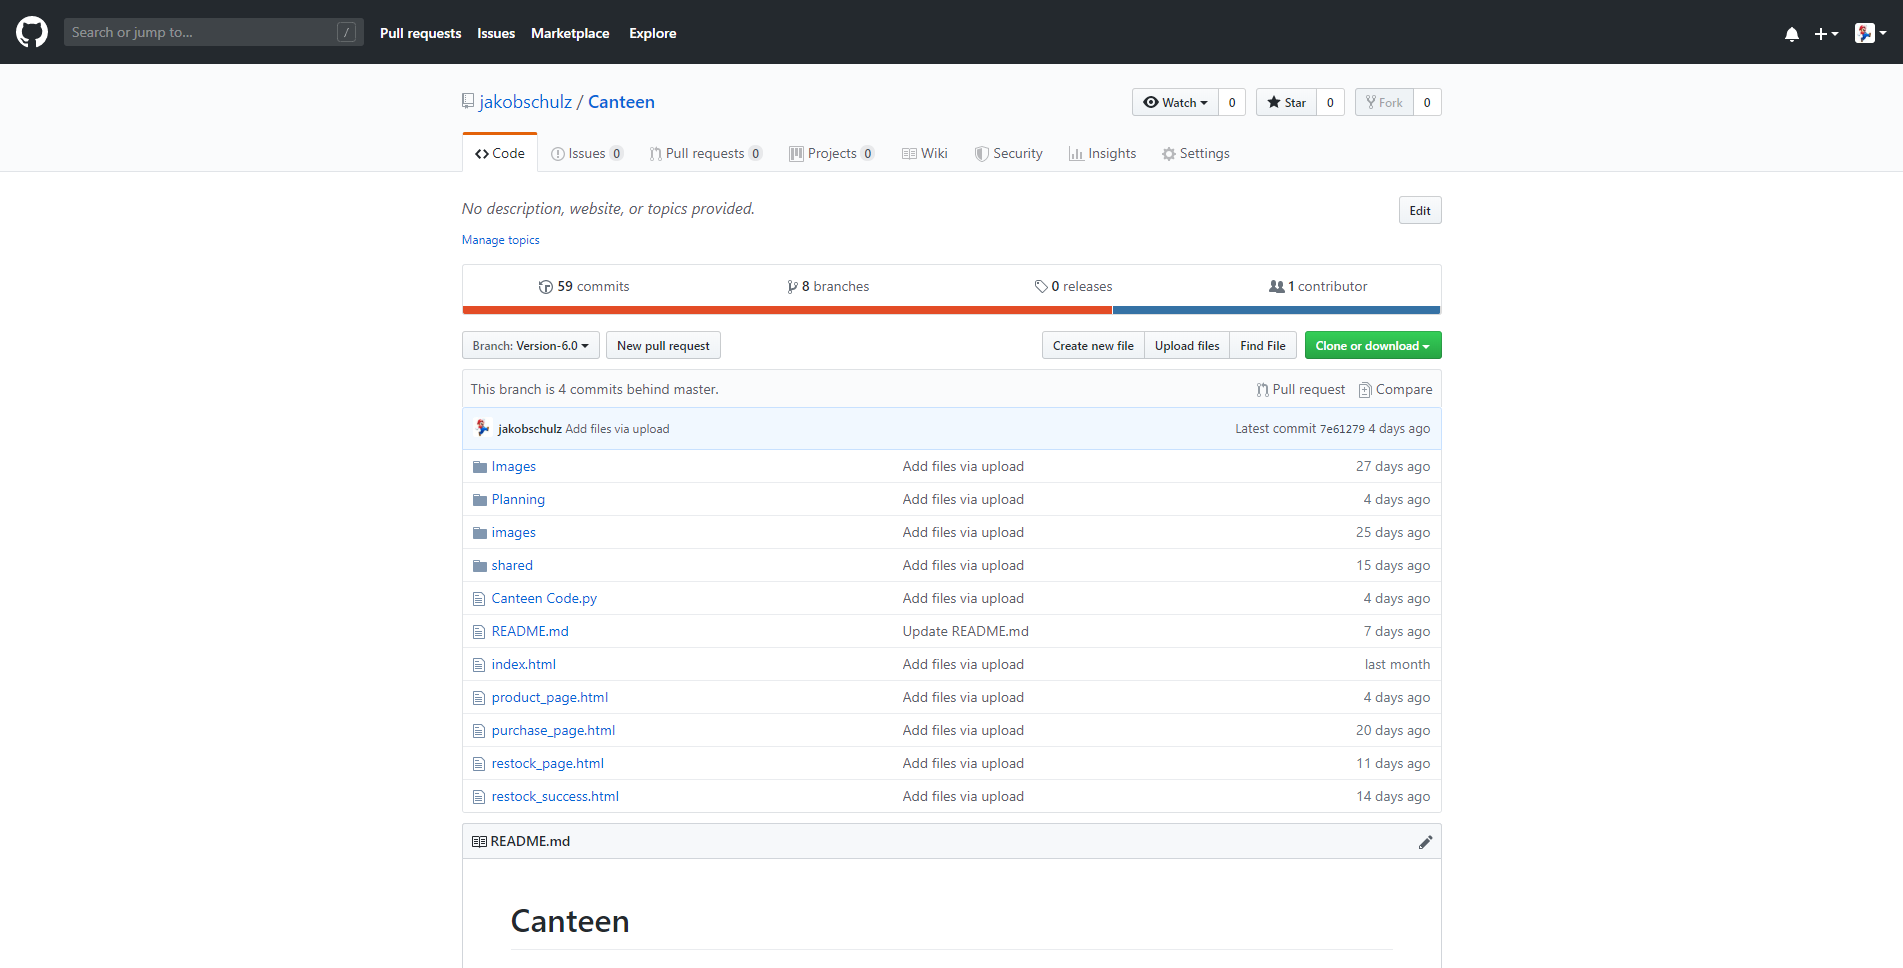 Search or jump to... /
Pull requests Issues Marketplace Explore
jakobschulz / Canteen
Watch 0 Star 0 Fork 0
Code Issues 0 Pull requests 0 Projects 0 Wiki Security Insights Settings
No description, website, or topics provided. Edit
Manage topics
59 commits 8 branches 0 releases 1 contributor
Branch: Version-6.0 New pull request Create new file Upload files Find File Clone or download
This branch is 4 commits behind master. Pull request Compare
jakobschulz Add files via upload Latest commit 7e61279 4 days ago
Images Add files via upload 27 days ago
Planning Add files via upload 4 days ago
images Add files via upload 25 days ago
shared Add files via upload 15 days ago
Canteen Code.py Add files via upload 4 days ago
README.md Update README.md 7 days ago
index.html Add files via upload last month
product_page.html Add files via upload 4 days ago
purchase_page.html Add files via upload 20 days ago
restock_page.html Add files via upload 11 days ago
restock_success.html Add files via upload 14 days ago
README.md
Canteen